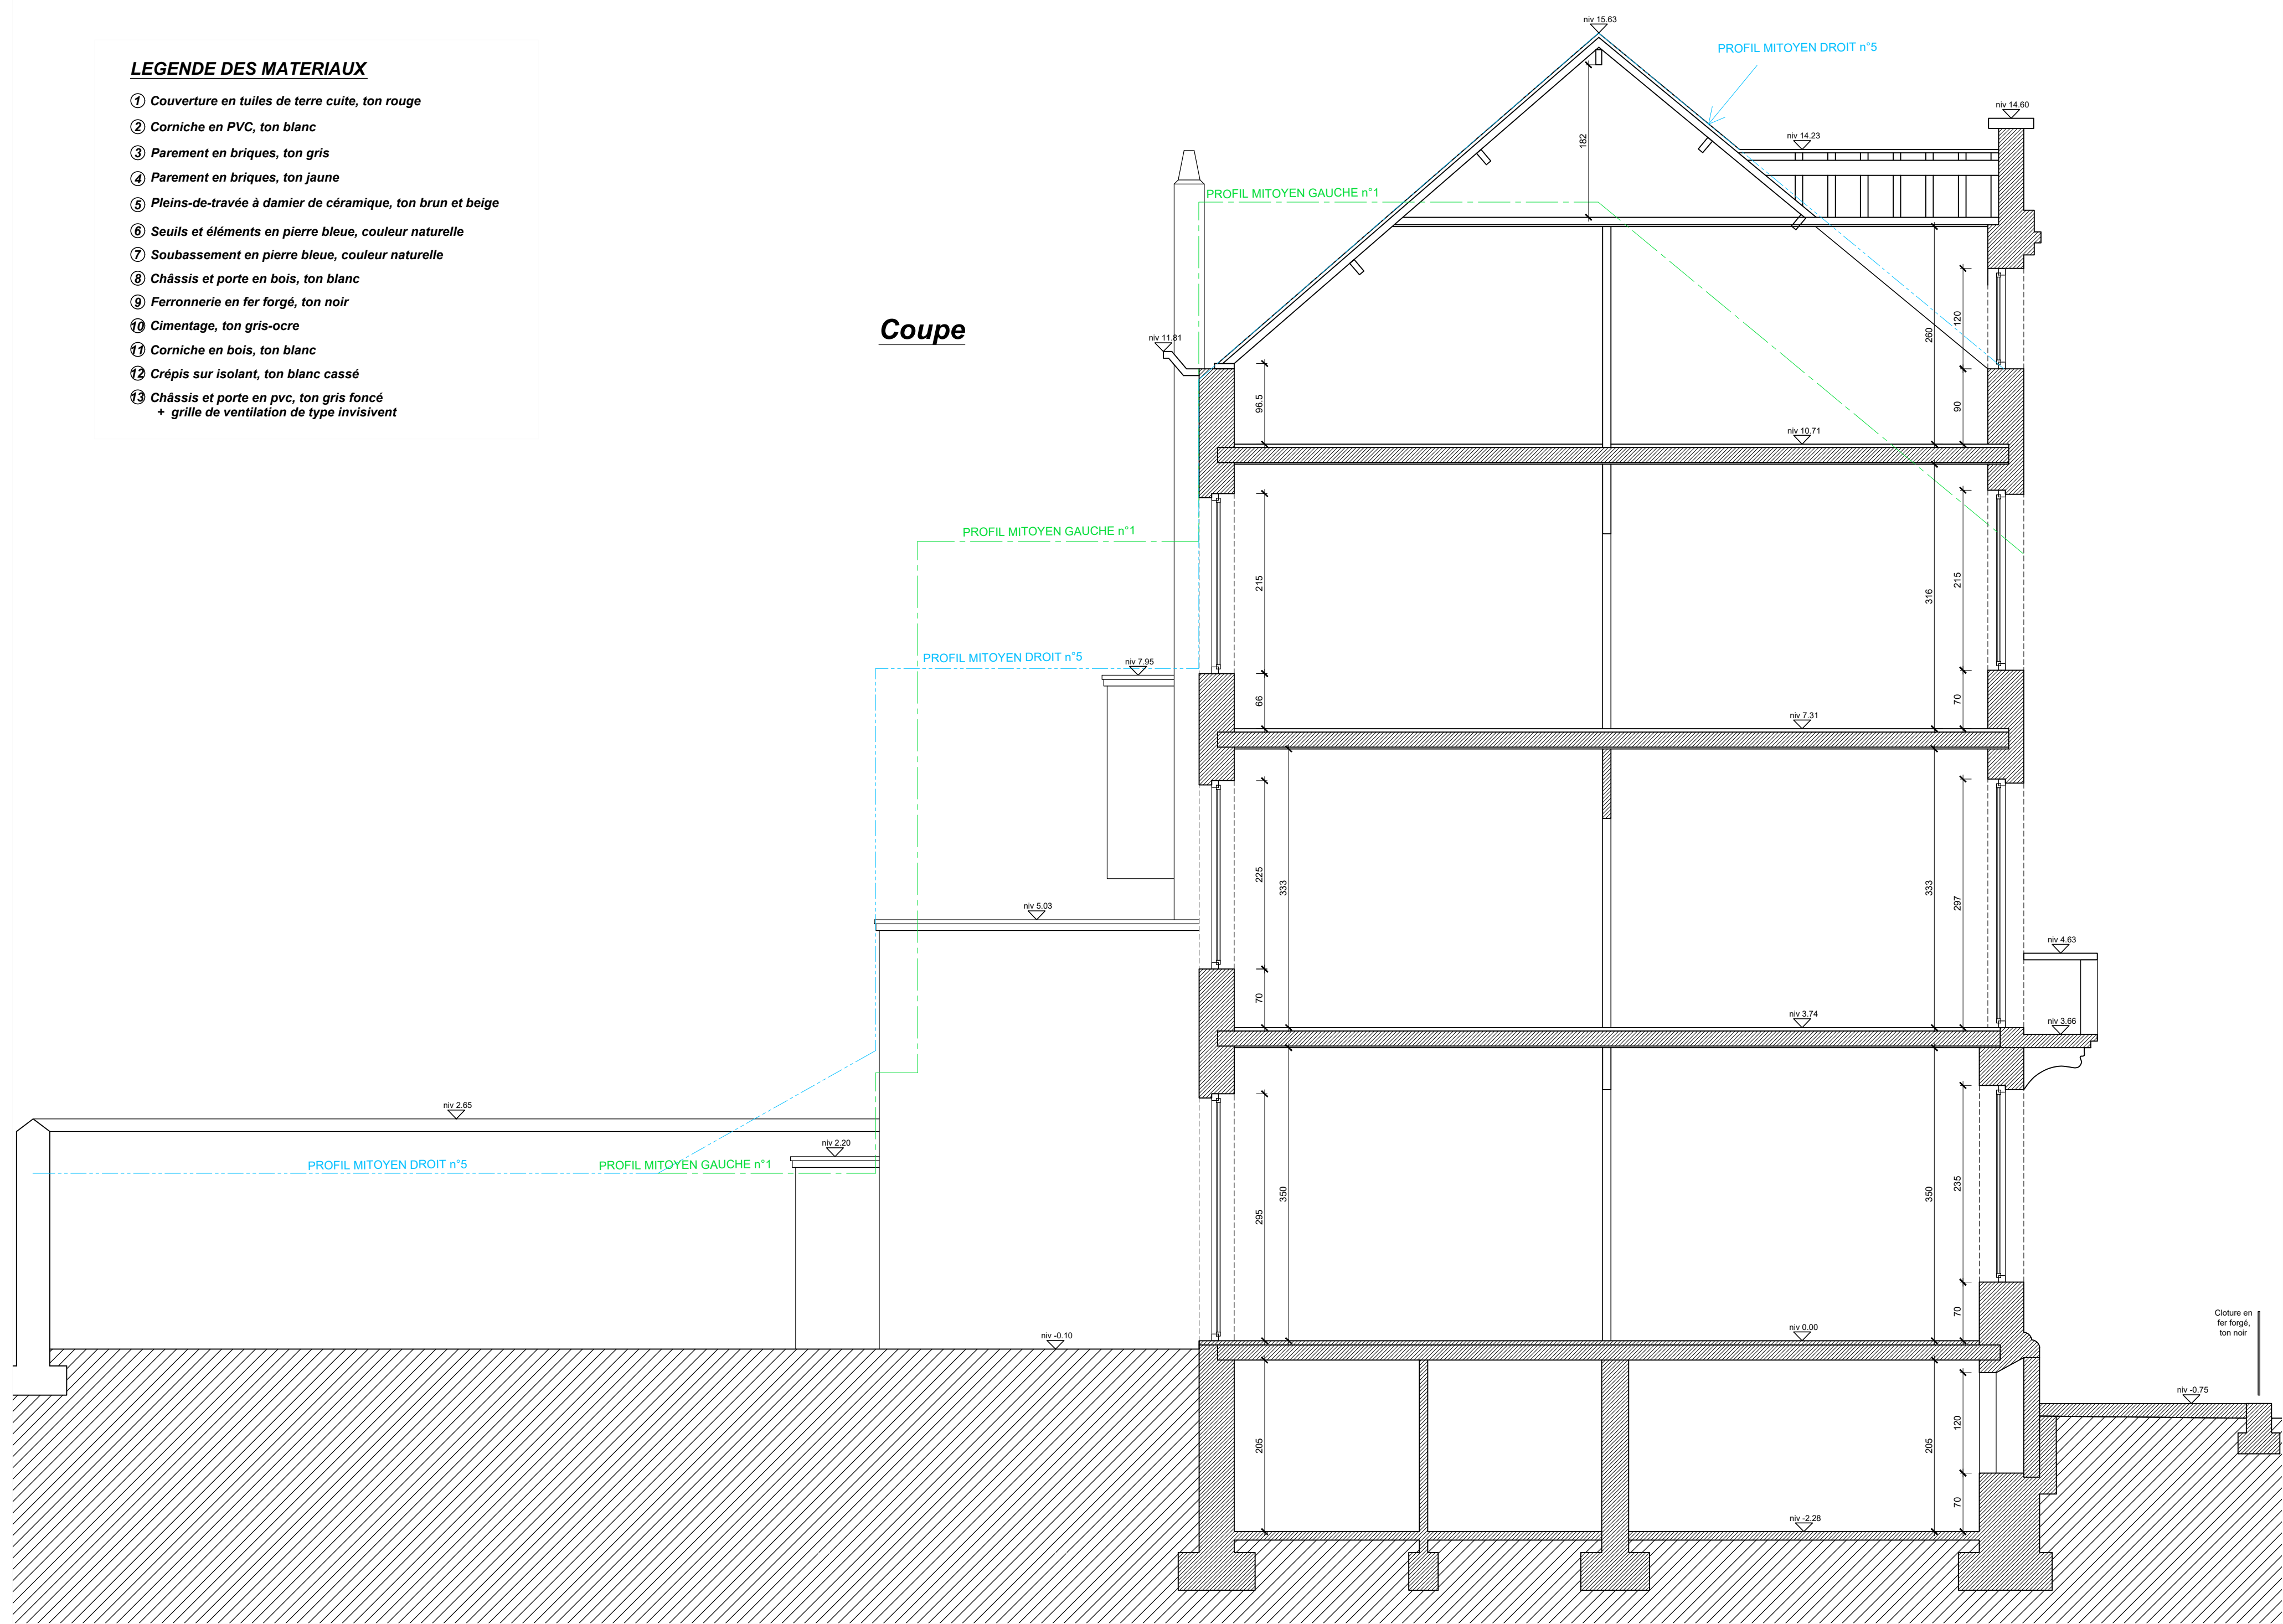 LEGENDE DES MATERIAUX
1 Couverture en tuiles de terre cuite, ton rouge
2 Corniche en PVC, ton blanc
3 Parement en briques, ton gris
4 Parement en briques, ton jaune
5 Pleins-de-travée à damier de céramique, ton brun et beige
6 Seuils et éléments en pierre bleue, couleur naturelle
7 Soubassement en pierre bleue, couleur naturelle
8 Châssis et porte en bois, ton blanc
9 Ferronnerie en fer forgé, ton noir
10 Cimentage, ton gris-ocre
11 Corniche en bois, ton blanc
12 Crépis sur isolant, ton blanc cassé
13 Châssis et porte en pvc, ton gris foncé
+ grille de ventilation de type invisivent
Coupe
niv 15.63
PROFIL MITOYEN DROIT n°5
niv 14.60
niv 14.23
182
PROFIL MITOYEN GAUCHE n°1
niv 11.81
260
120
96.5
90
niv 10.71
PROFIL MITOYEN GAUCHE n°1
215
316
215
PROFIL MITOYEN DROIT n°5
niv 7.95
66
70
niv 7.31
225
333
333
297
niv 5.03
niv 4.63
70
niv 3.74
niv 3.66
niv 2.65
niv 2.20
PROFIL MITOYEN DROIT n°5
PROFIL MITOYEN GAUCHE n°1
295
350
350
235
70
niv -0.10
niv 0.00
Cloture en
fer forgé,
ton noir
niv -0.75
205
205
120
70
niv -2.28